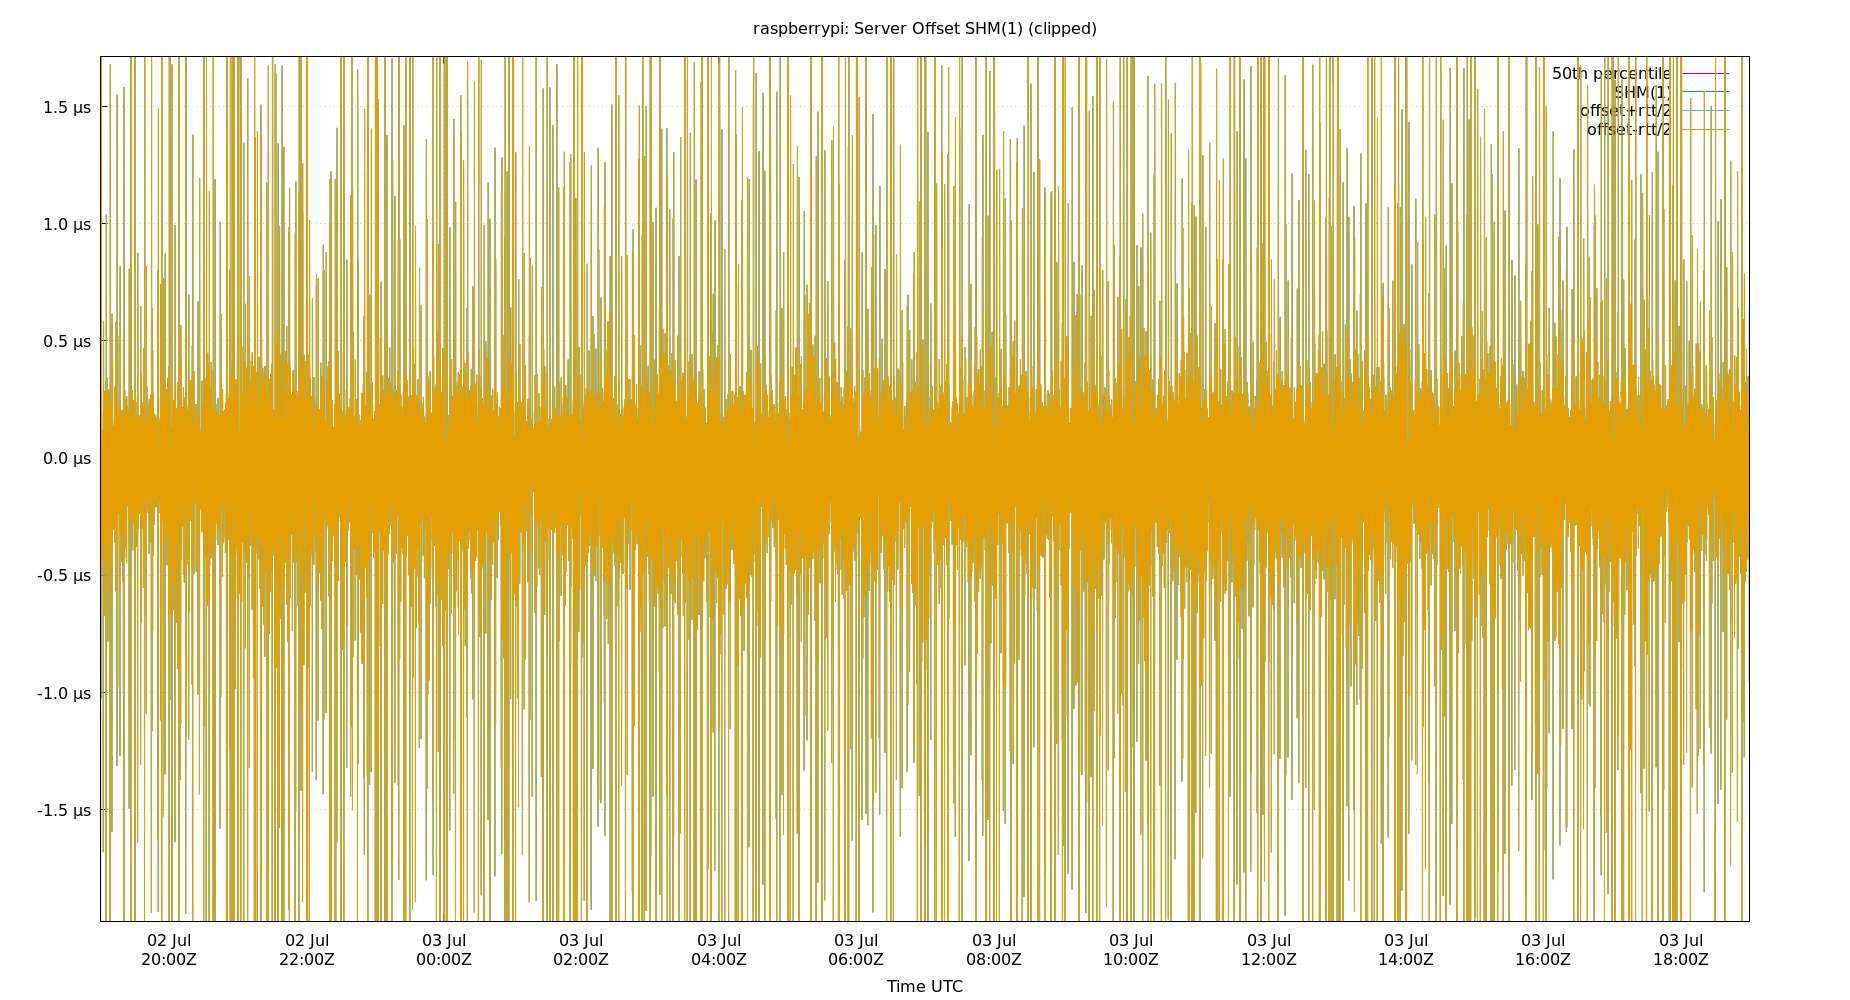 raspberrypi: Server Offset SHM(1) (clipped)
50th percentile
SHM(1)
offset+rtt/2
offset-rtt/2
1.5 µs
1.0 µs
0.5 µs
0.0 µs
-0.5 µs
-1.0 µs
-1.5 µs
02 Jul 02 Jul 03 Jul 03 Jul 03 Jul 03 Jul 03 Jul 03 Jul 03 Jul 03 Jul 03 Jul 03 Jul
20:00Z 22:00Z 00:00Z 02:00Z 04:00Z 06:00Z 08:00Z 10:00Z 12:00Z 14:00Z 16:00Z 18:00Z
Time UTC